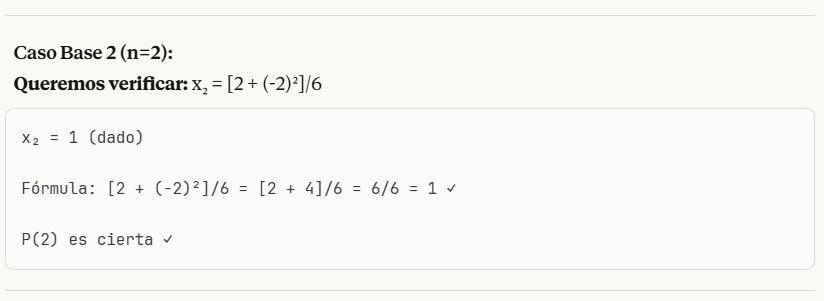 Caso Base 2 (n=2):
Queremos verificar: x₂ = [2 + (-2)²]/6
x₂ = 1 (dado)
Fórmula: [2 + (-2)²]/6 = [2 + 4]/6 = 6/6 = 1 ✓
P(2) es cierta ✓